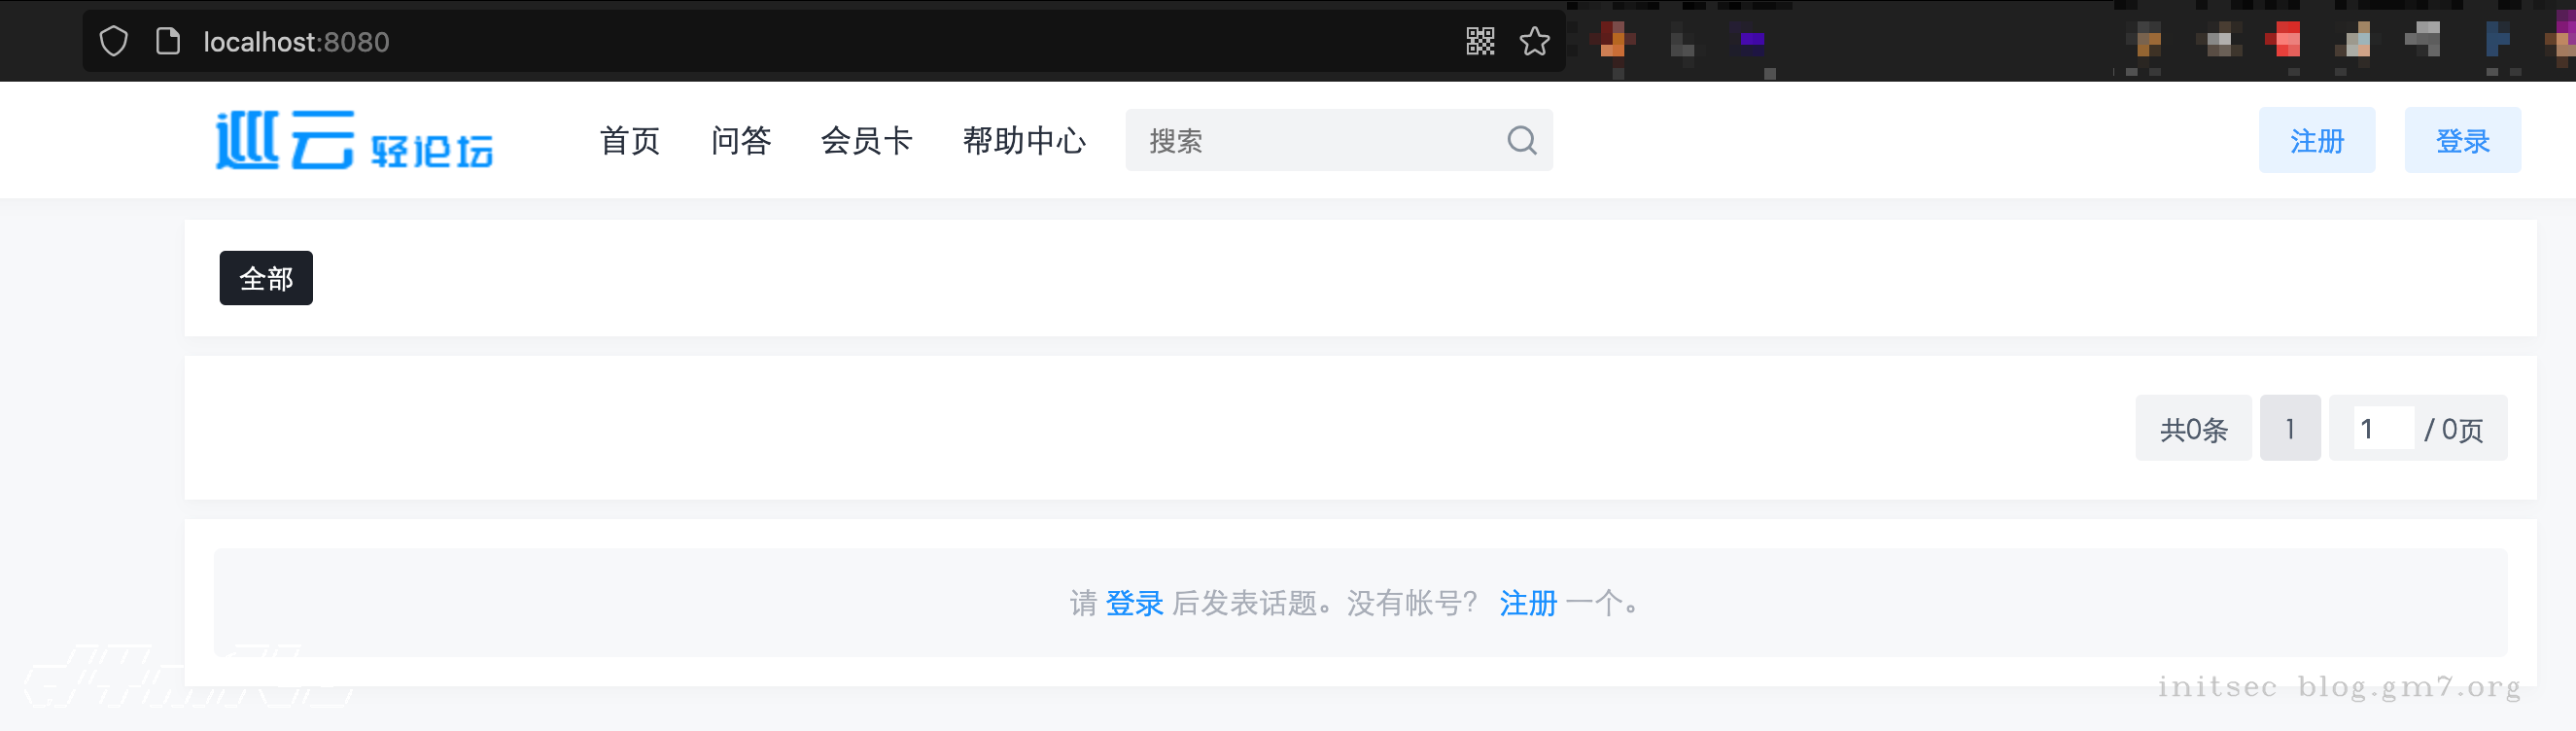 localhost:8080
巡云 轻论坛 首页 问答 会员卡 帮助中心 搜索 注册 登录
全部
共0条 1 1 / 0页
请 登录 后发表话题。没有帐号? 注册 一个。
initsec blog.gm7.org